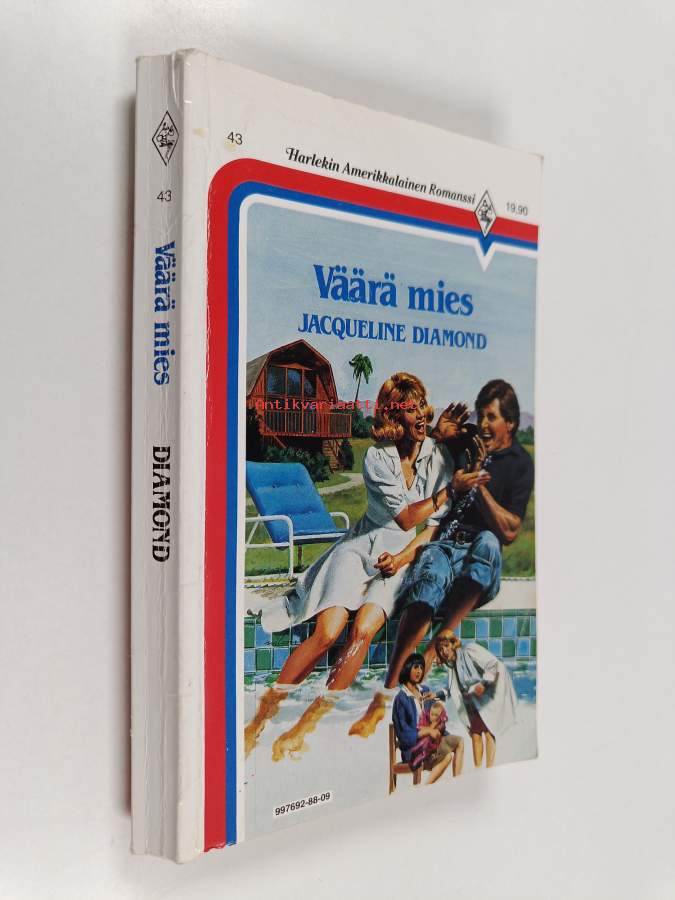 43
Väärä mies
DIAMOND
43
Harlekin Amerikkalainen Romanssi
19,90
Väärä mies
JACQUELINE DIAMOND
Antikvariaatti.net
997692-88-09